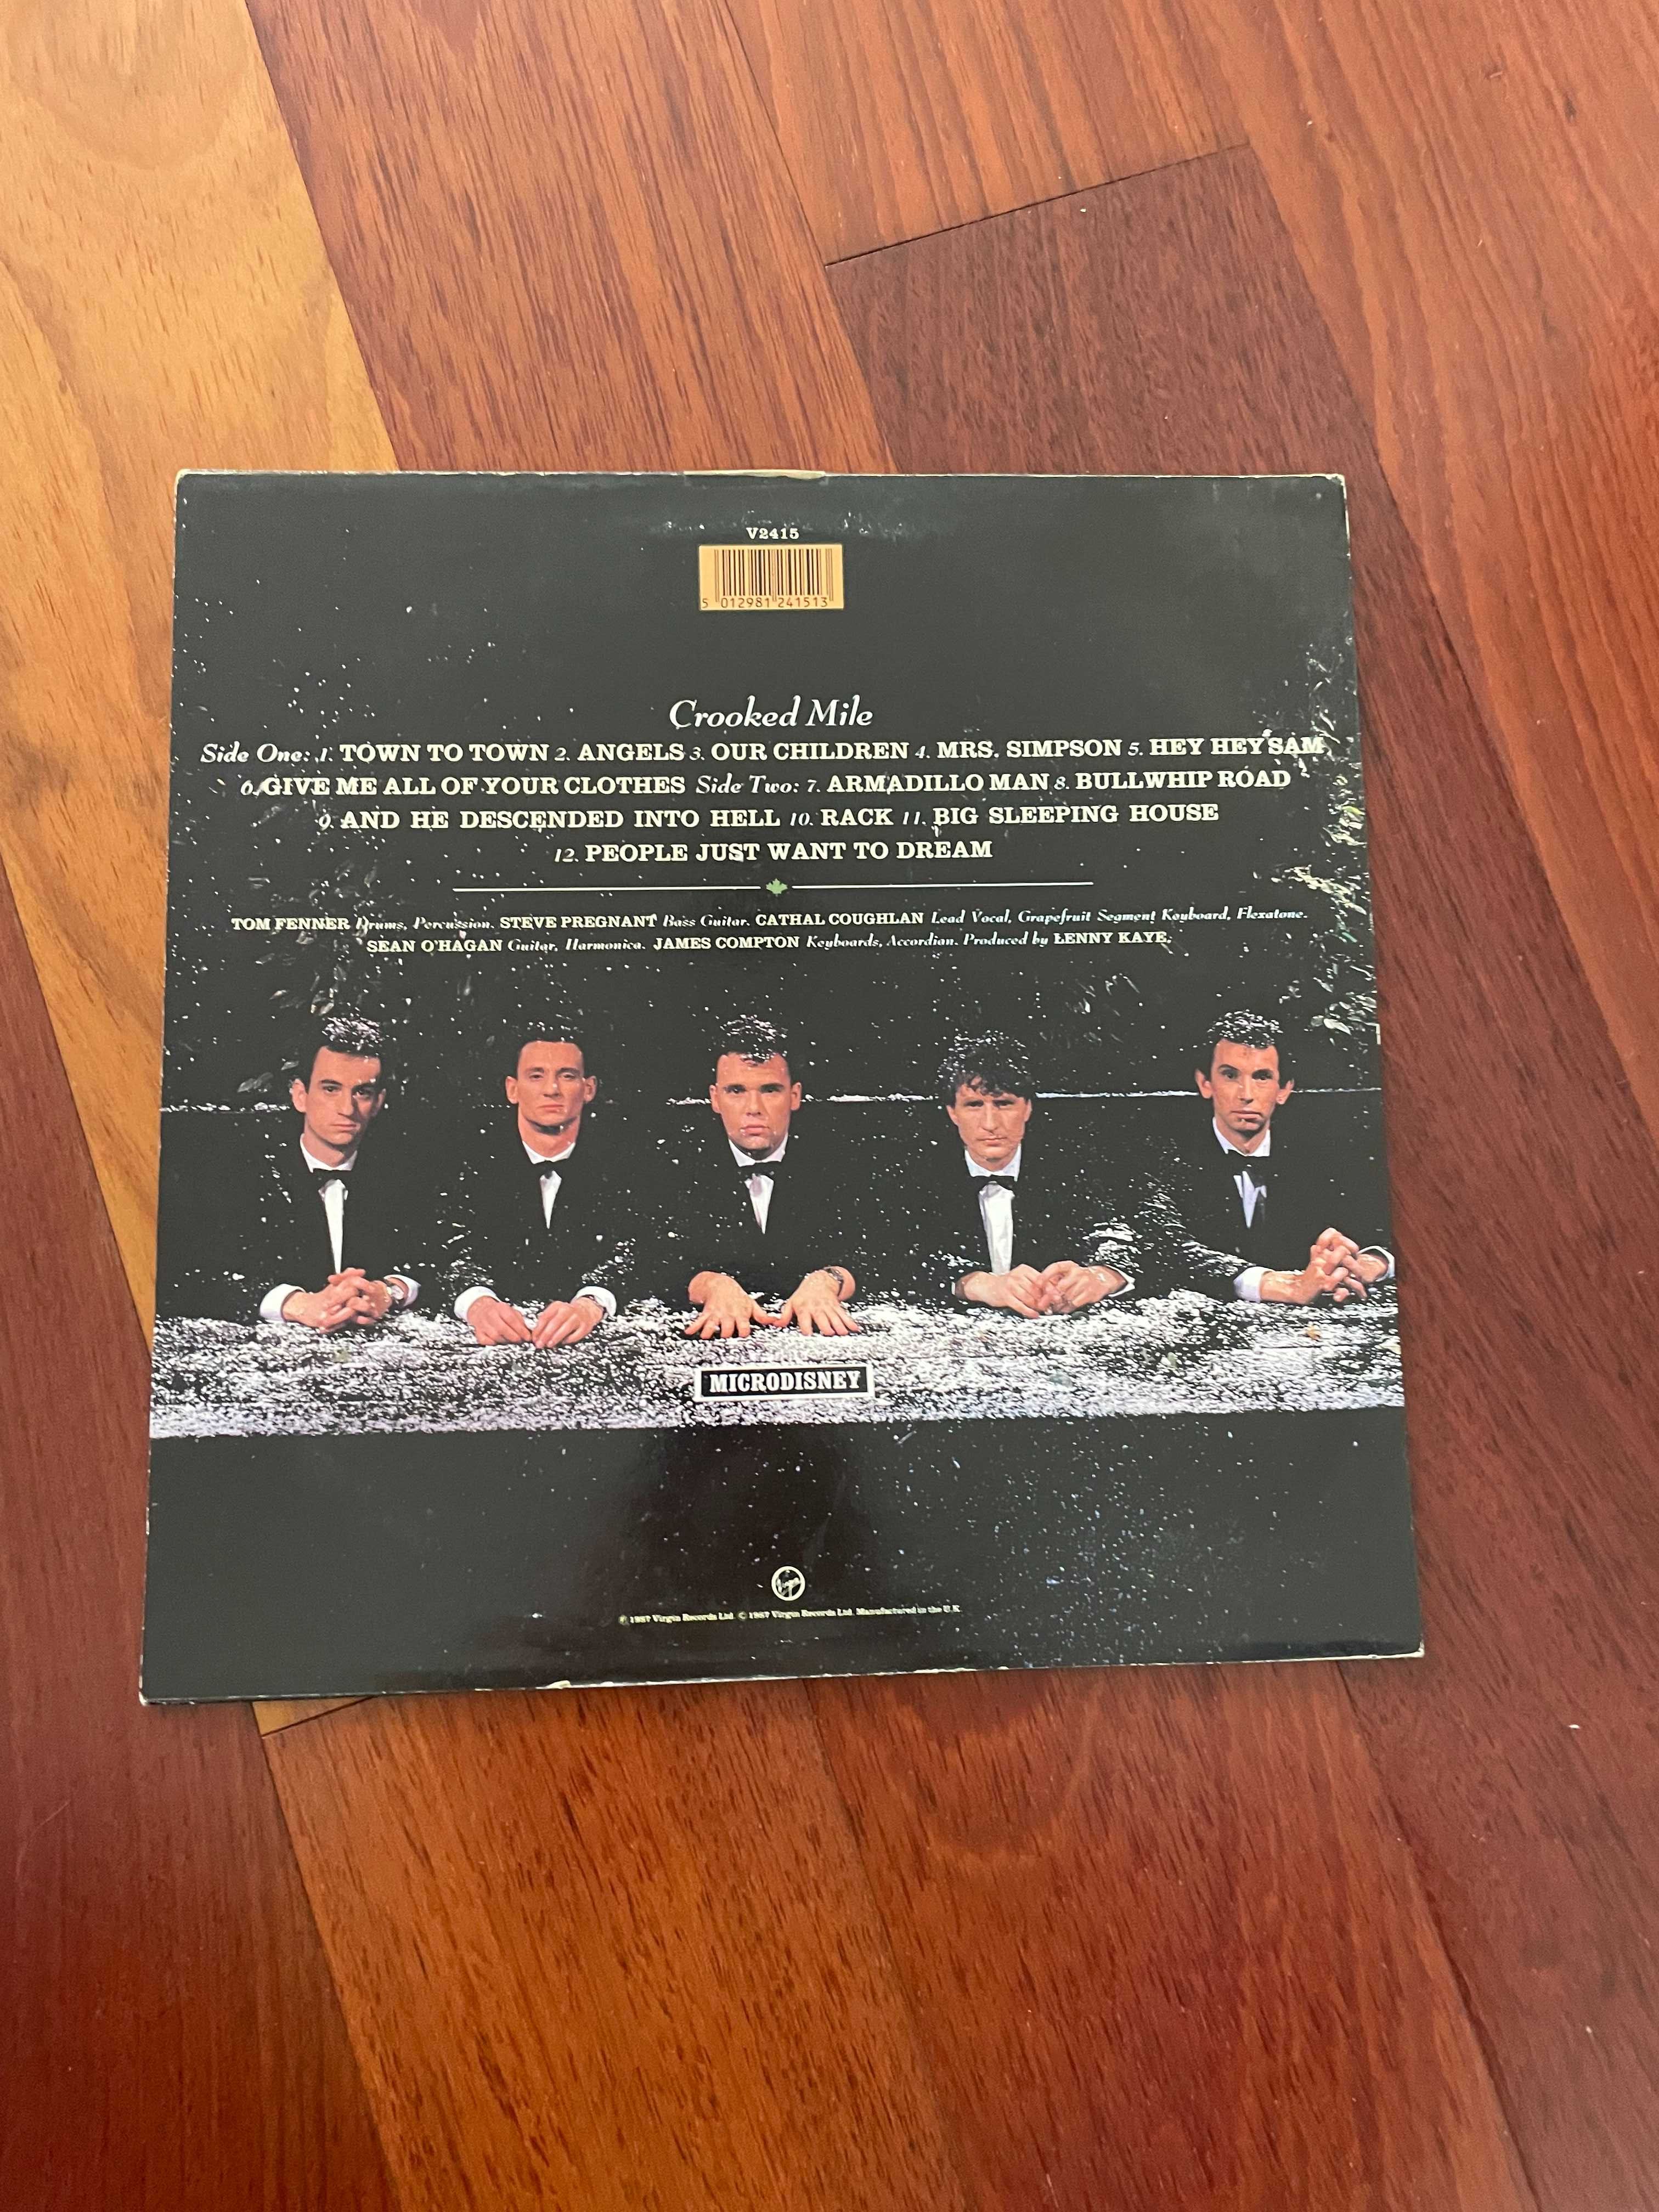 V2415
5 012981 241513
Crooked Mile
Side One: 1. TOWN TO TOWN 2. ANGELS 3. OUR CHILDREN 4. MRS. SIMPSON 5. HEY HEY SAM
6. GIVE ME ALL OF YOUR CLOTHES Side Two: 7. ARMADILLO MAN 8. BULLWHIP ROAD
9. AND HE DESCENDED INTO HELL 10. RACK 11. BIG SLEEPING HOUSE
12. PEOPLE JUST WANT TO DREAM
TOM FENNER Drums, Percussion. STEVE PREGNANT Bass Guitar. CATHAL COUGHLAN Lead Vocal, Grapefruit Segment Keyboard, Flexatone.
SEAN O'HAGAN Guitar, Harmonica. JAMES COMPTON Keyboards, Accordian. Produced by LENNY KAYE.
MICRODISNEY
Virgin
℗ 1987 Virgin Records Ltd. © 1987 Virgin Records Ltd. Manufactured in the U.K.